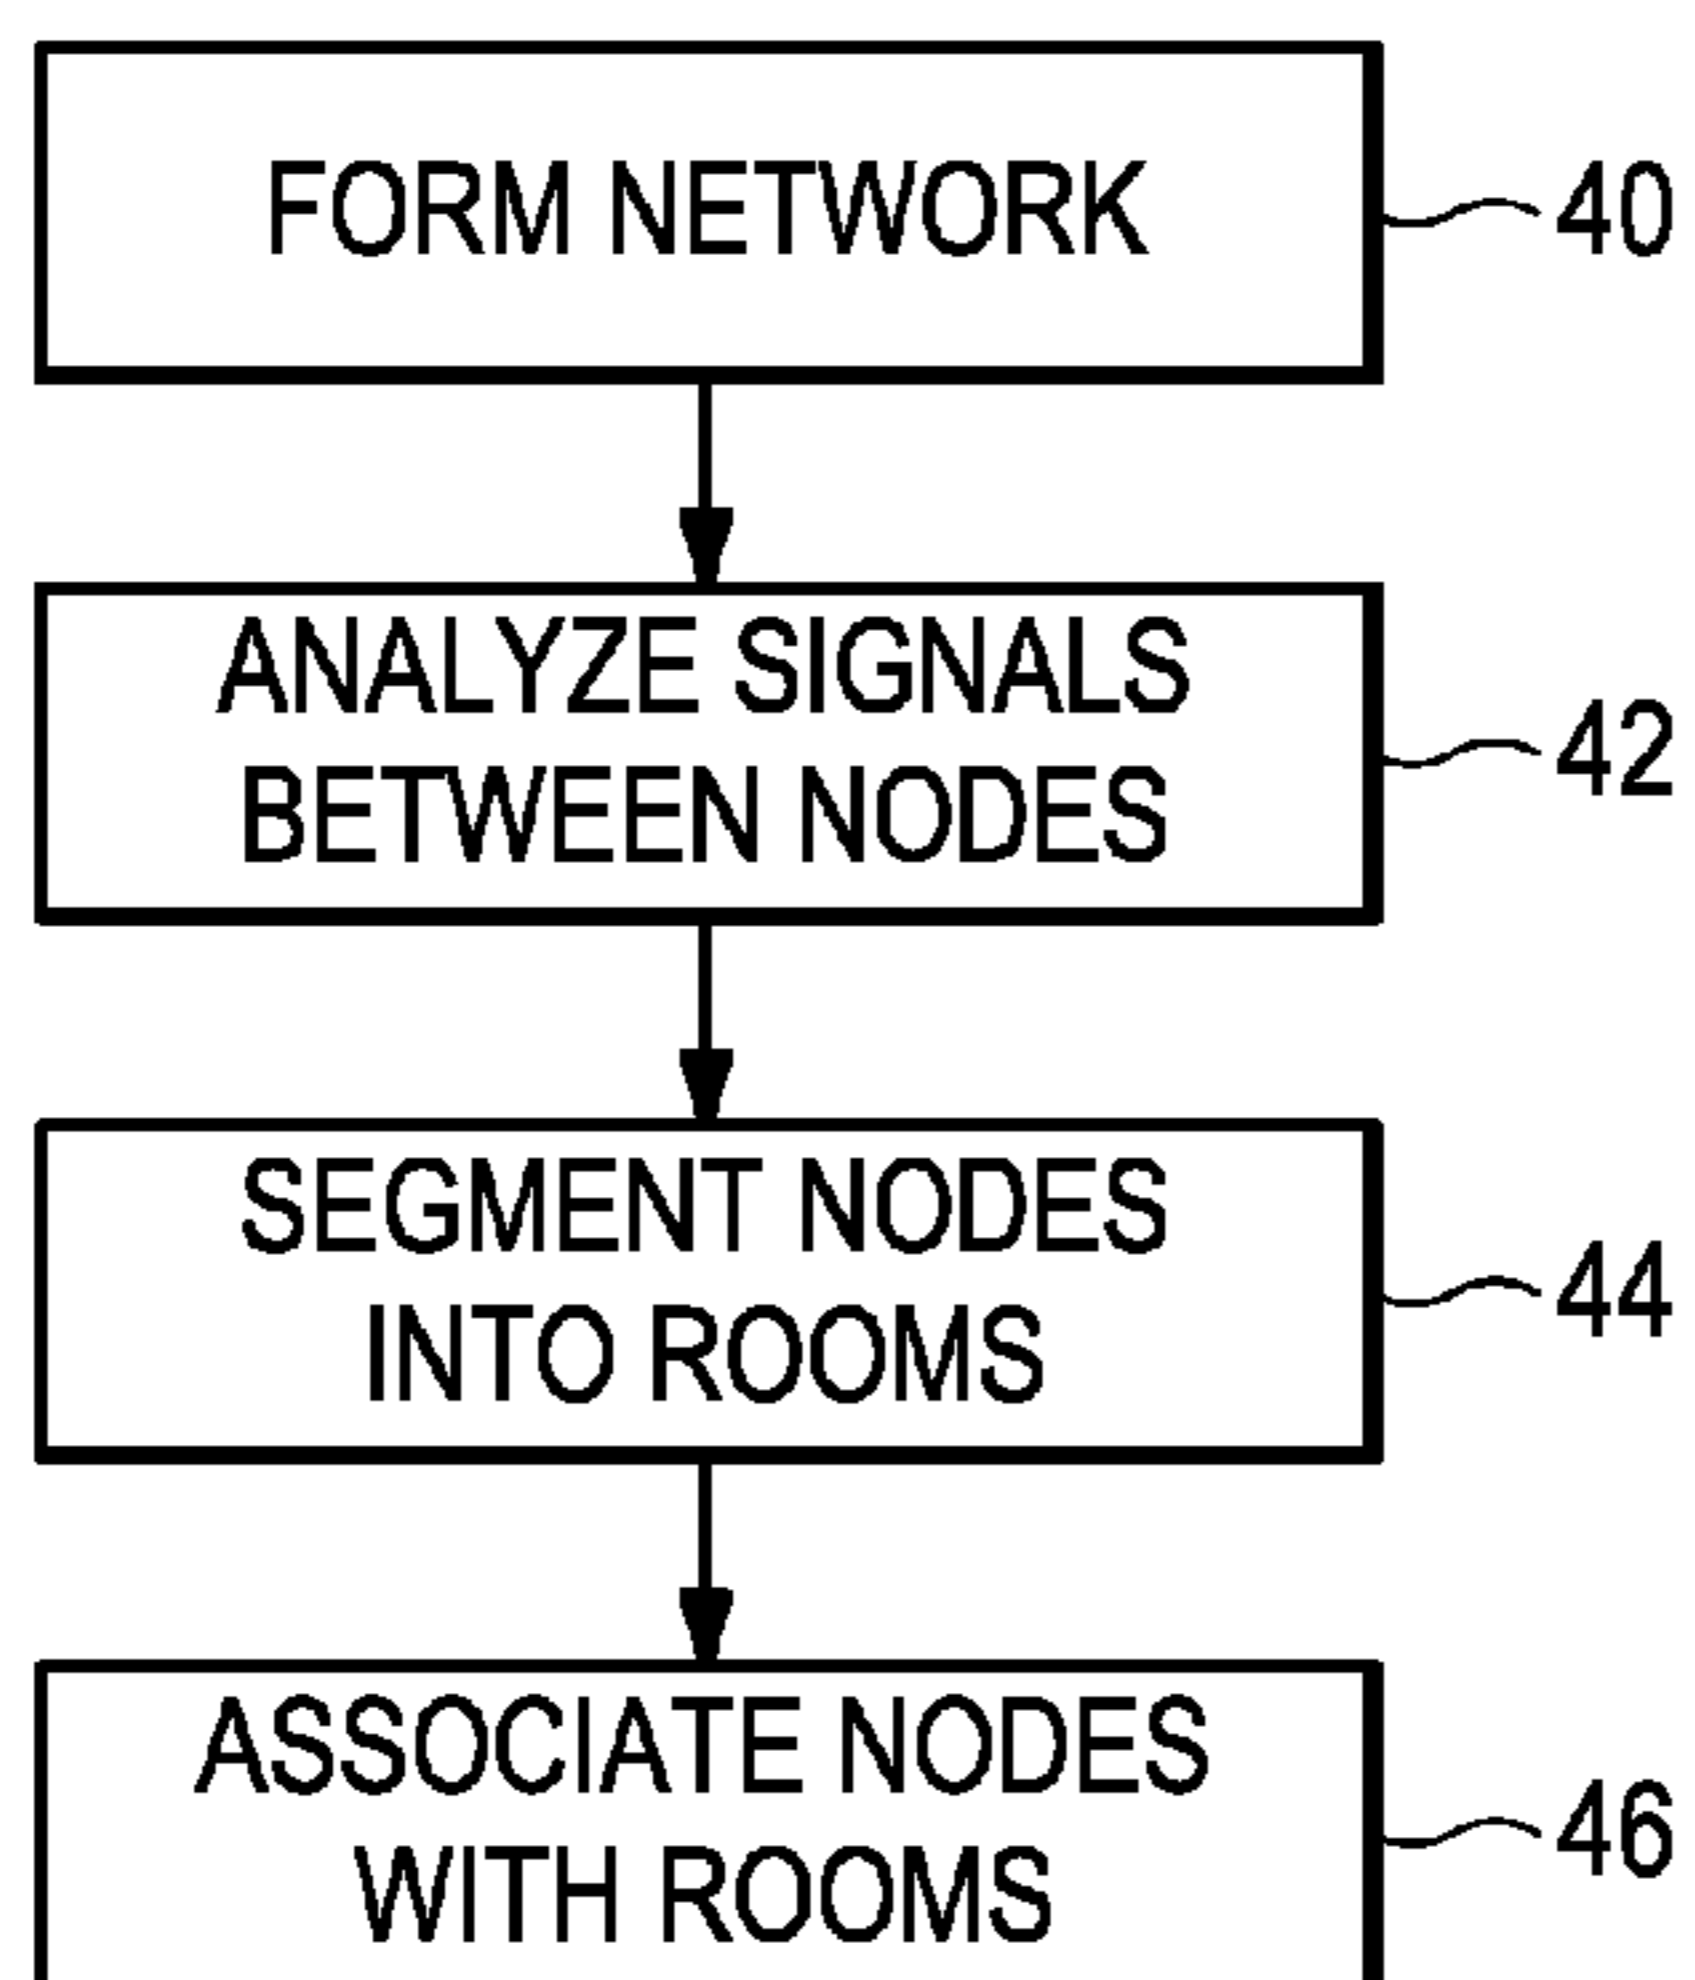 FORM NETWORK
40
ANALYZE SIGNALS
BETWEEN NODES
42
SEGMENT NODES
INTO ROOMS
44
ASSOCIATE NODES
WITH ROOMS
46